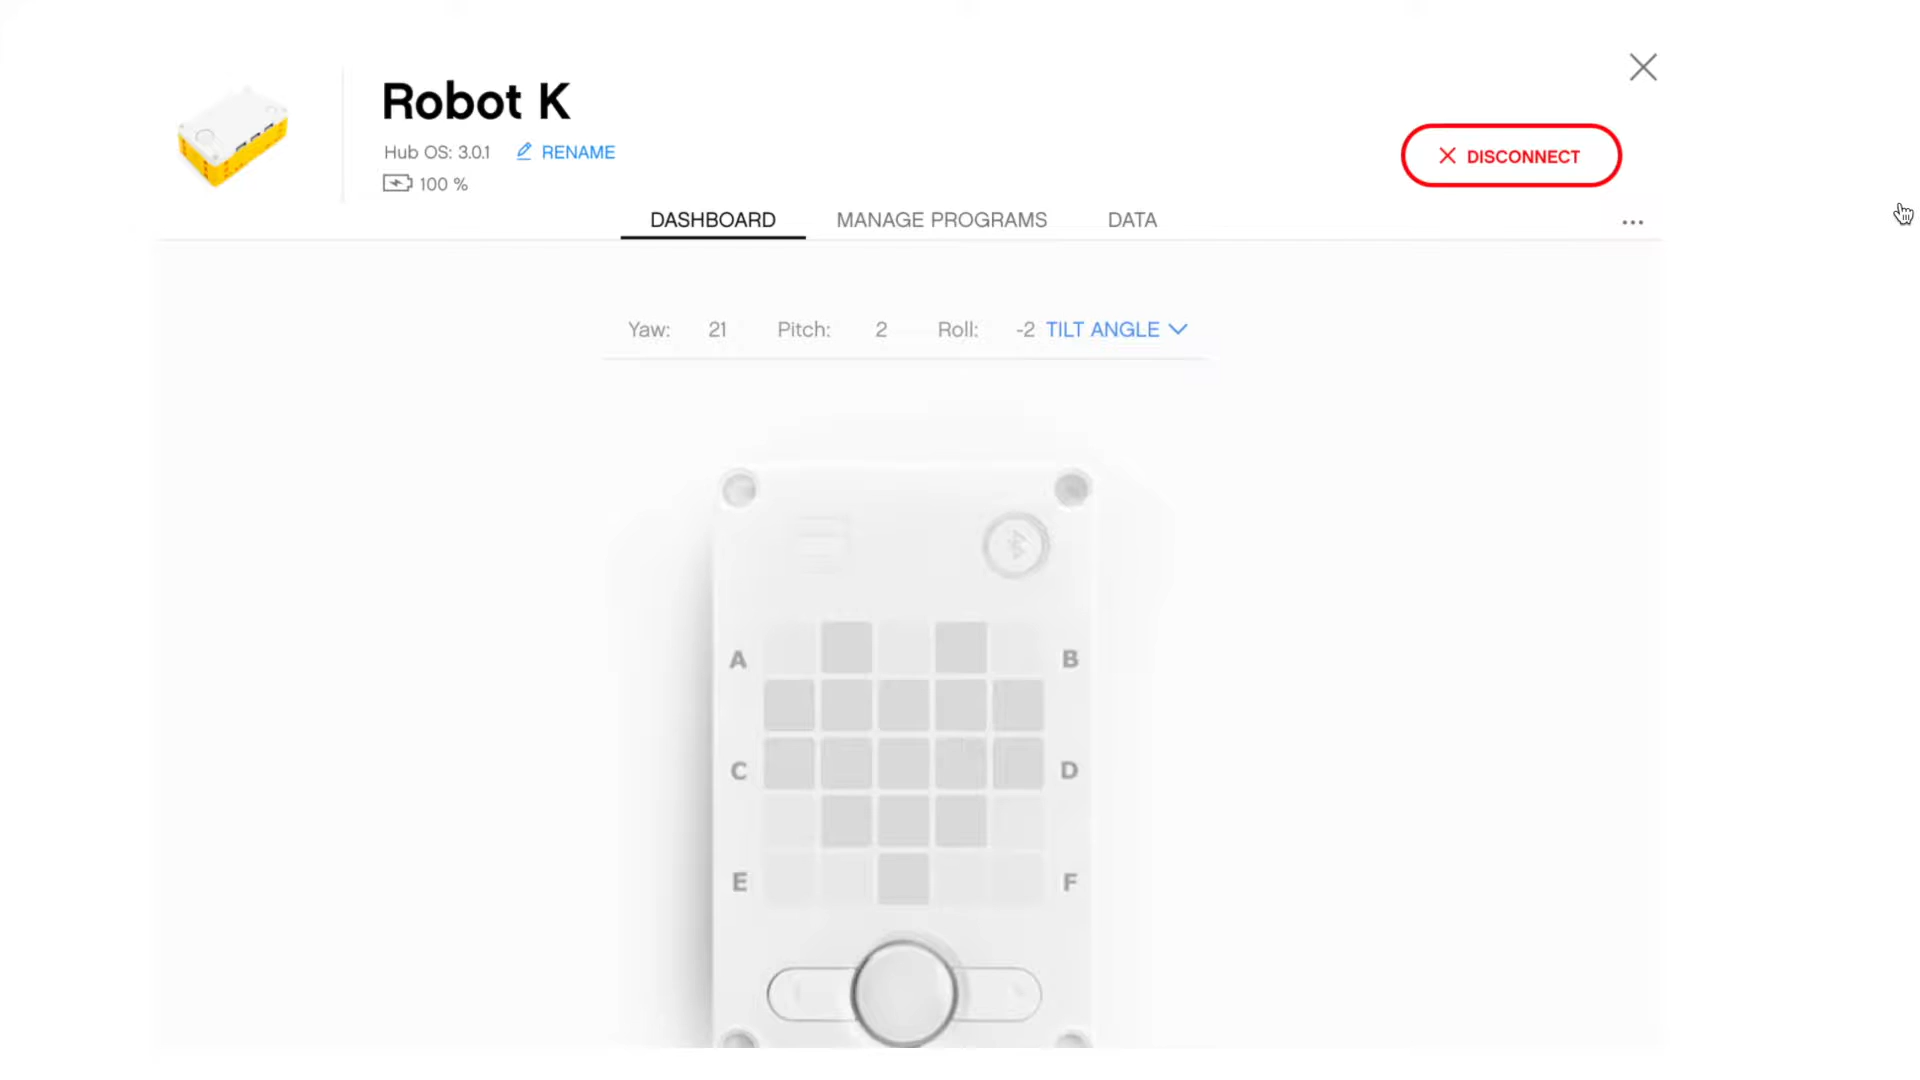 Robot K
Hub OS: 3.0.1 RENAME
100 %
DISCONNECT
DASHBOARD MANAGE PROGRAMS DATA
Yaw: 21 Pitch: 2 Roll: -2 TILT ANGLE
A B
C D
E F